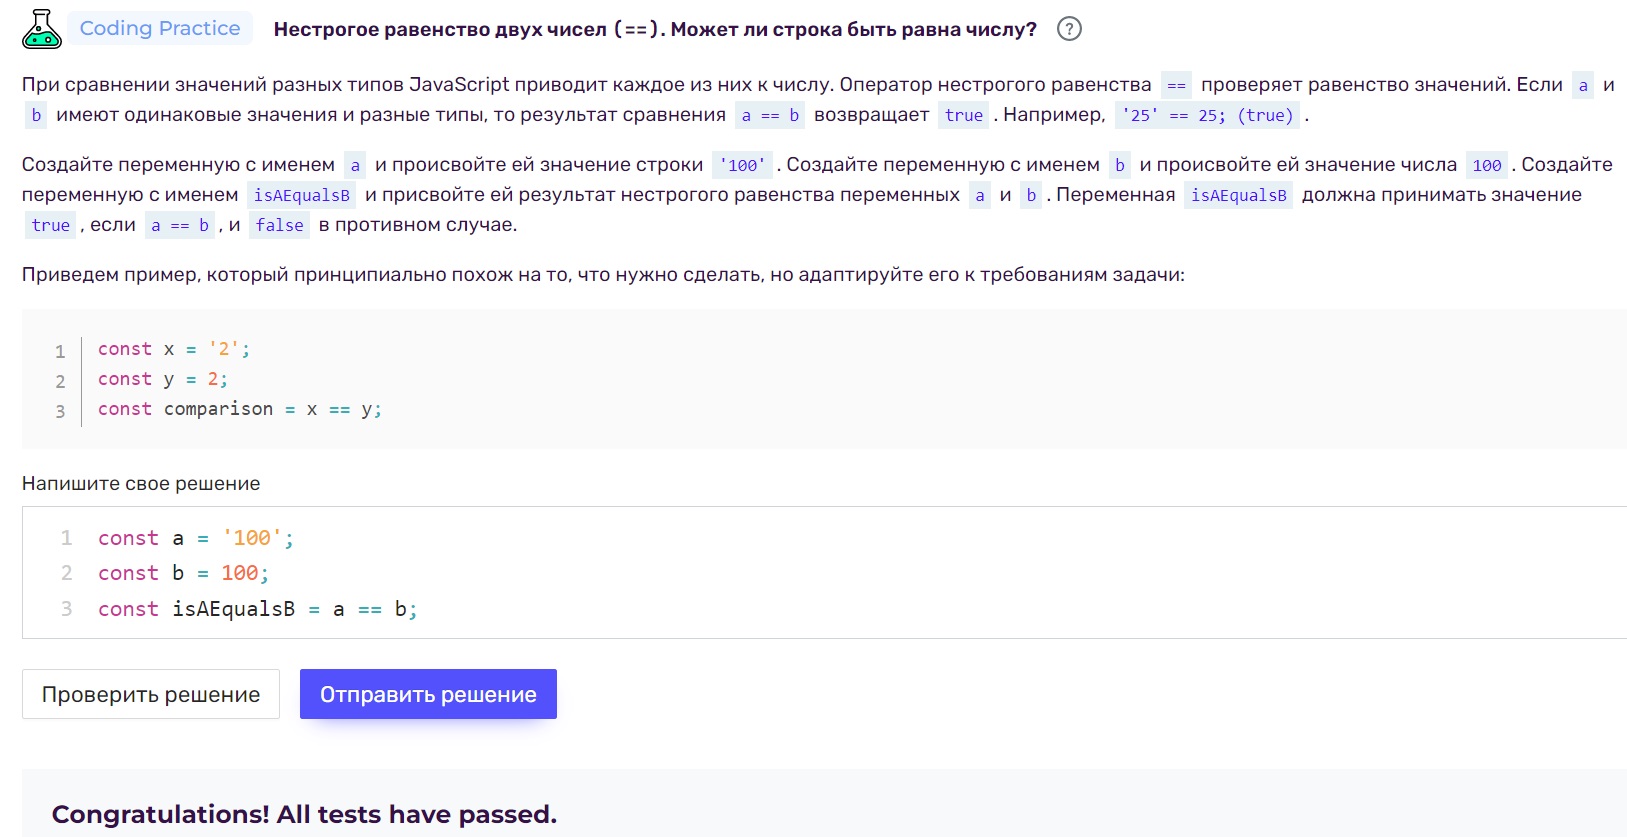 Coding Practice Нестрогое равенство двух чисел (==). Может ли строка быть равна числу? ?
При сравнении значений разных типов JavaScript приводит каждое из них к числу. Оператор нестрогого равенства == проверяет равенство значений. Если a и
b имеют одинаковые значения и разные типы, то результат сравнения a == b возвращает true . Например, '25' == 25; (true) .
Создайте переменную с именем a и происвойте ей значение строки '100' . Создайте переменную с именем b и происвойте ей значение числа 100 . Создайте
переменную с именем isAEqualsB и присвойте ей результат нестрогого равенства переменных a и b . Переменная isAEqualsB должна принимать значение
true , если a == b , и false в противном случае.
Приведем пример, который принципиально похож на то, что нужно сделать, но адаптируйте его к требованиям задачи:
1 const x = '2';
2 const y = 2;
3 const comparison = x == y;
Напишите свое решение
1 const a = '100';
2 const b = 100;
3 const isAEqualsB = a == b;
Проверить решение Отправить решение
Congratulations! All tests have passed.